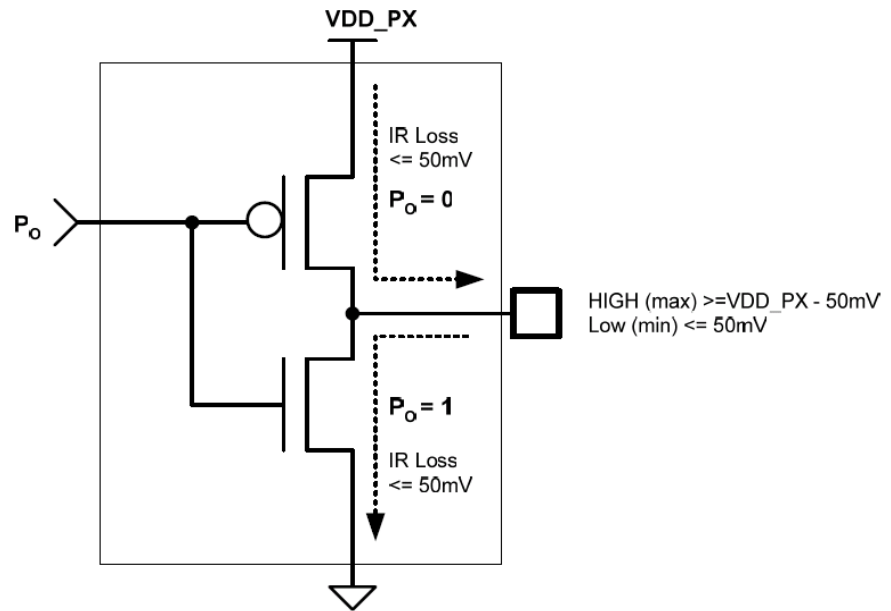 VDD_PX
IR Loss
<= 50mV
Po = 0
Po
HIGH (max) >=VDD_PX - 50mV
Low (min) <= 50mV
Po = 1
IR Loss
<= 50mV